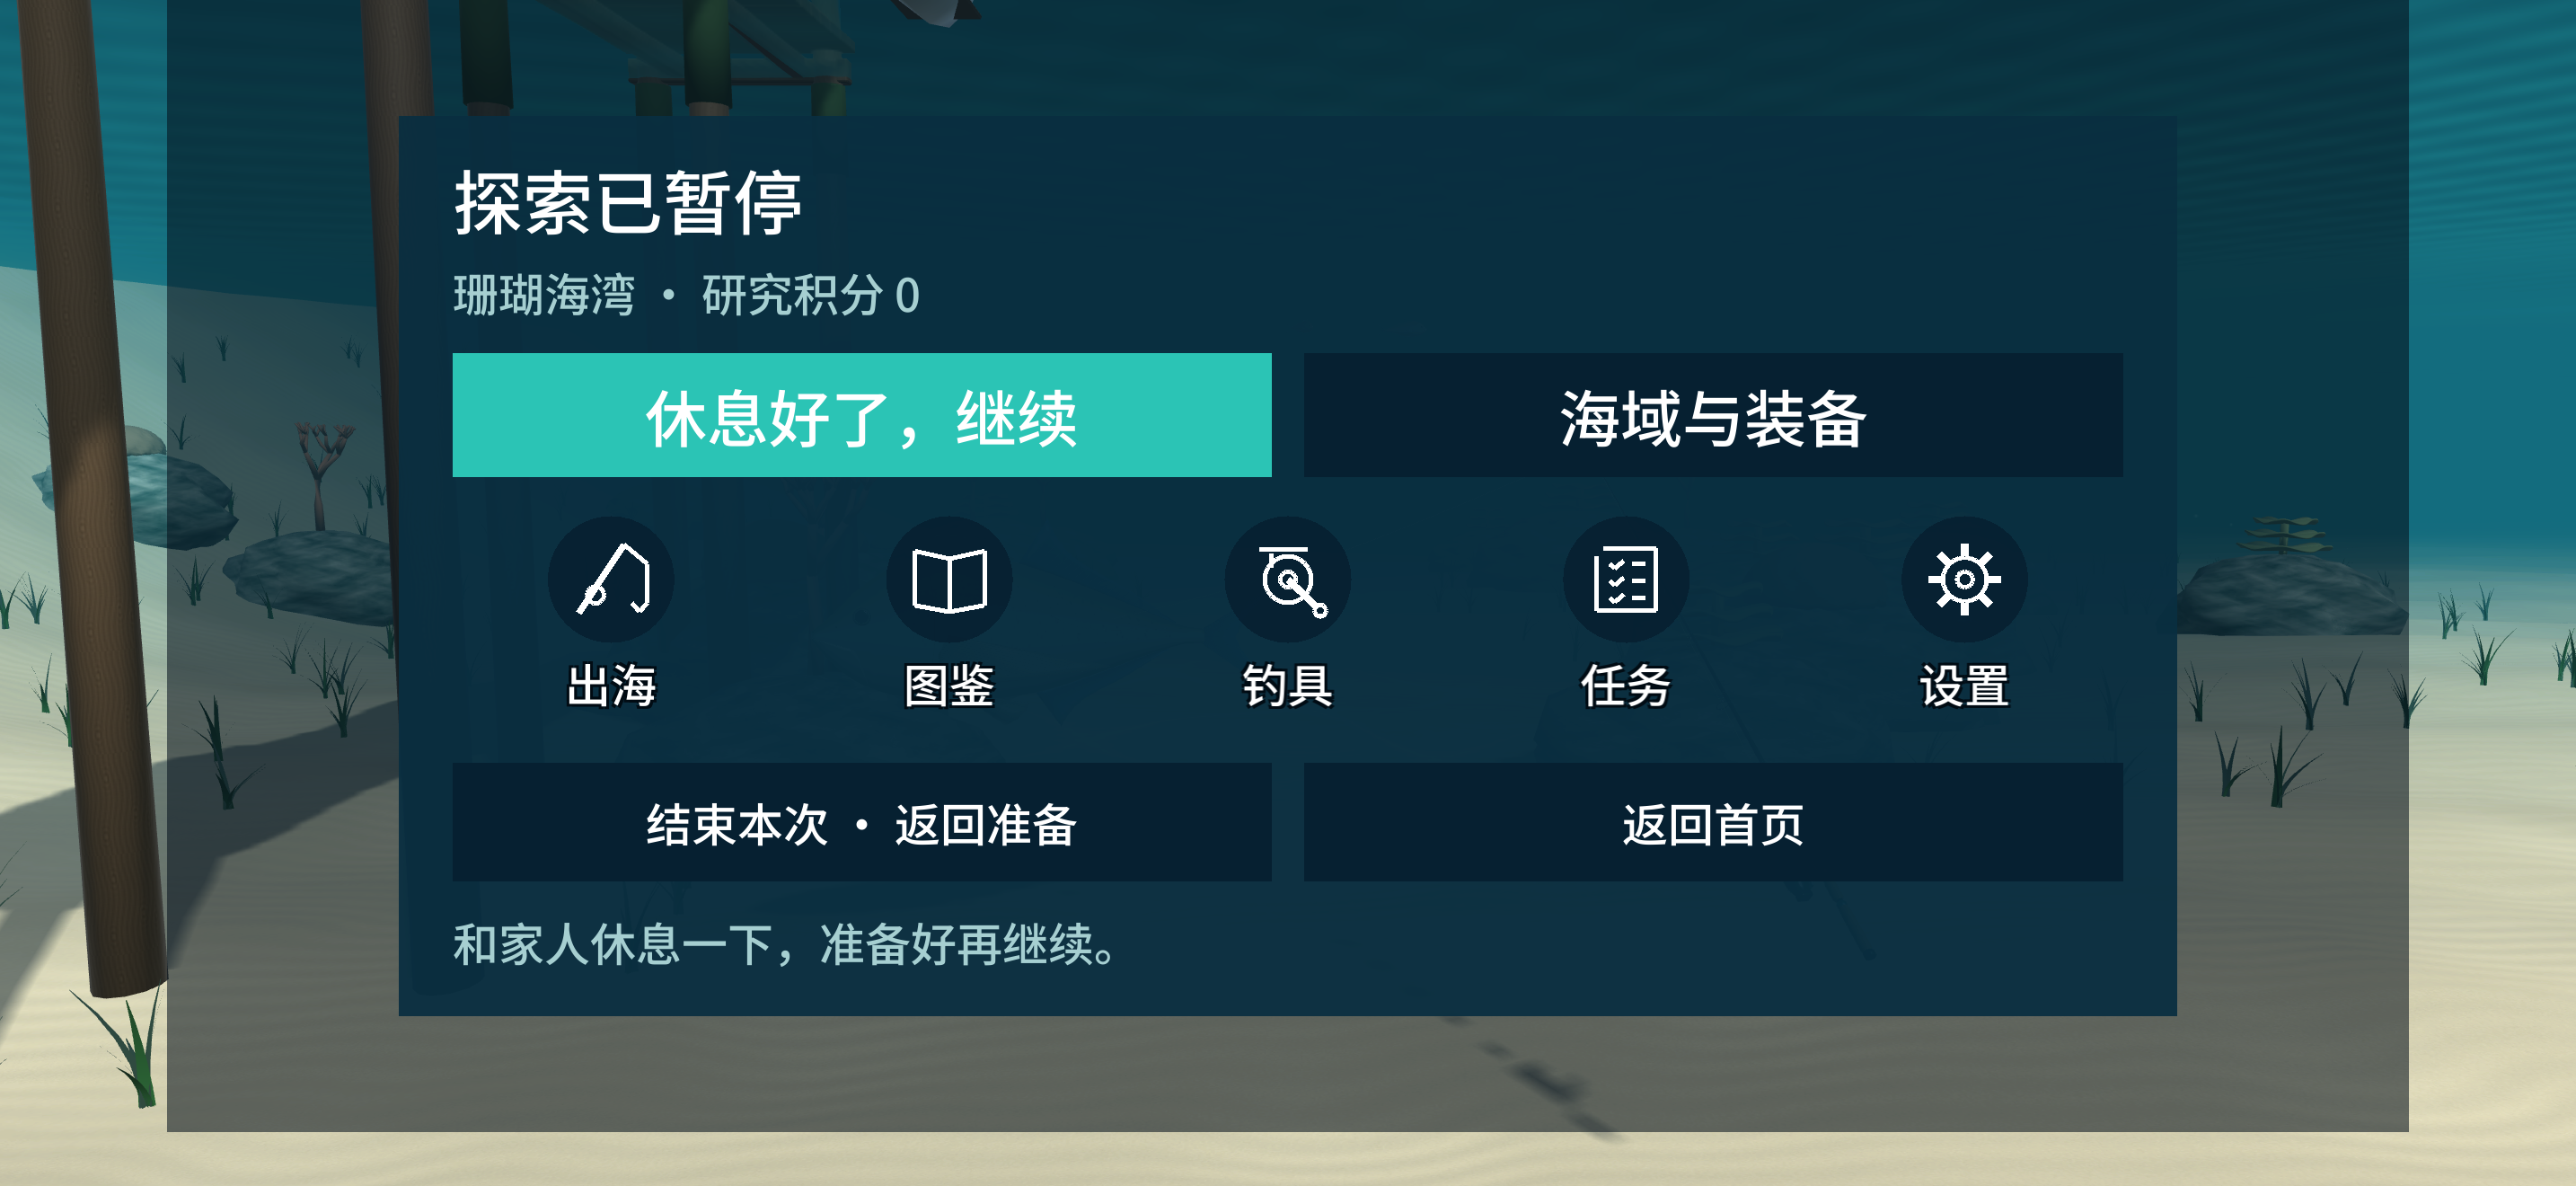 探索已暂停
珊瑚海湾 · 研究积分 0
休息好了，继续
海域与装备
出海
图鉴
钓具
任务
设置
结束本次 · 返回准备
返回首页
和家人休息一下，准备好再继续。